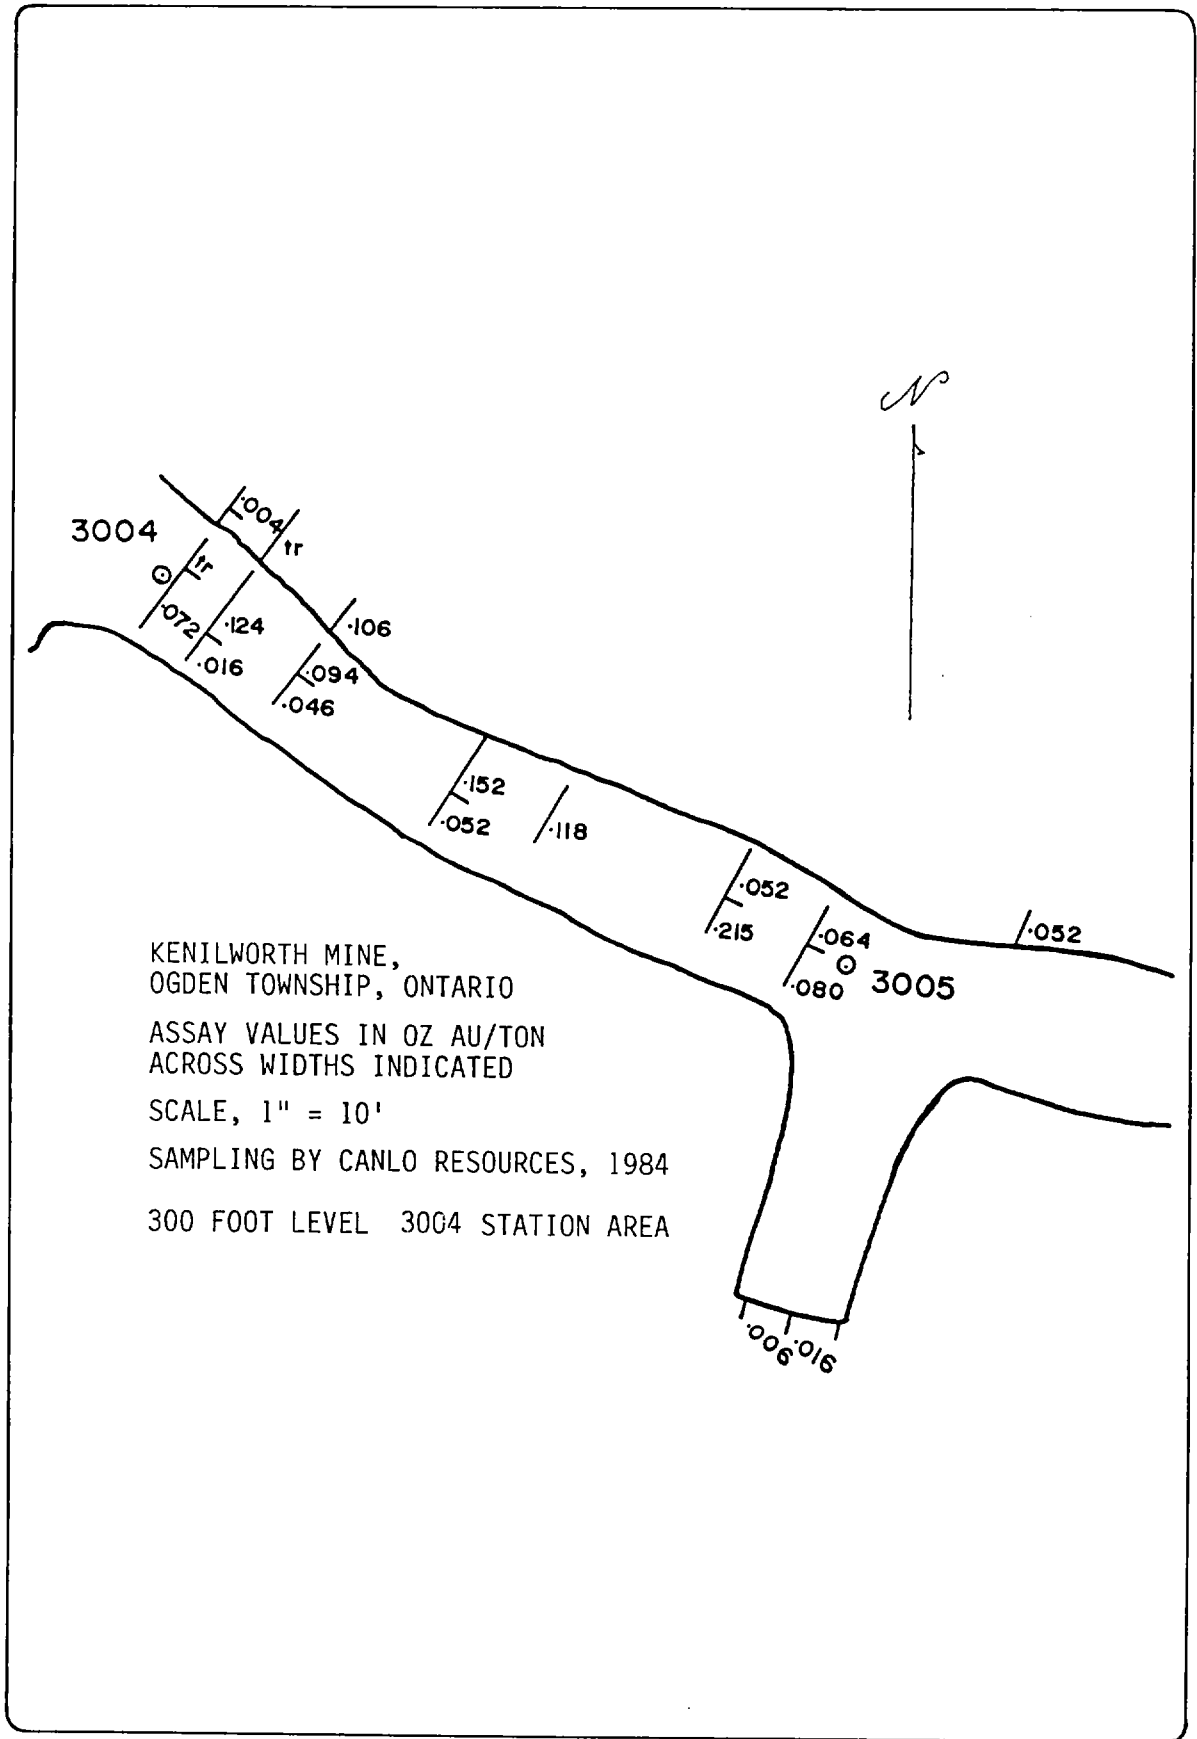 N
.004
3004
tr
tr
.072
.124
.106
.016
.094
.046
.152
.052
.118
.052
.215
.064
.052
3005
.080
KENILWORTH MINE,
OGDEN TOWNSHIP, ONTARIO
ASSAY VALUES IN OZ AU/TON
ACROSS WIDTHS INDICATED
SCALE, 1" = 10'
SAMPLING BY CANLO RESOURCES, 1984
300 FOOT LEVEL 3004 STATION AREA
.006
.016